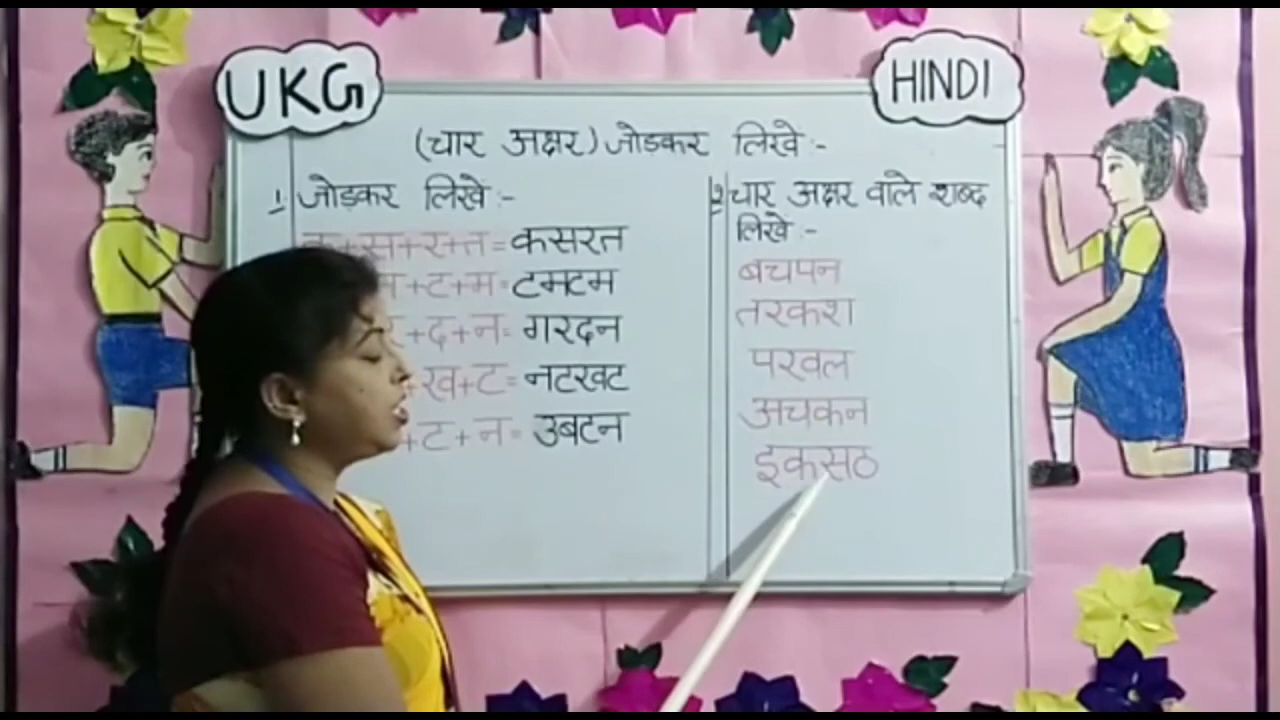 UKG
HINDI
(चार अक्षर) जोड़कर लिखे :-
1. जोड़कर लिखे :-
क+स+र+त = कसरत
म+ट+म = टमटम
र+द+न = गरदन
+ख+ट = नटखट
+ट+न = उबटन
2. चार अक्षर वाले शब्द
लिखे :-
बचपन
तरकश
परवल
अचकन
इकसठ